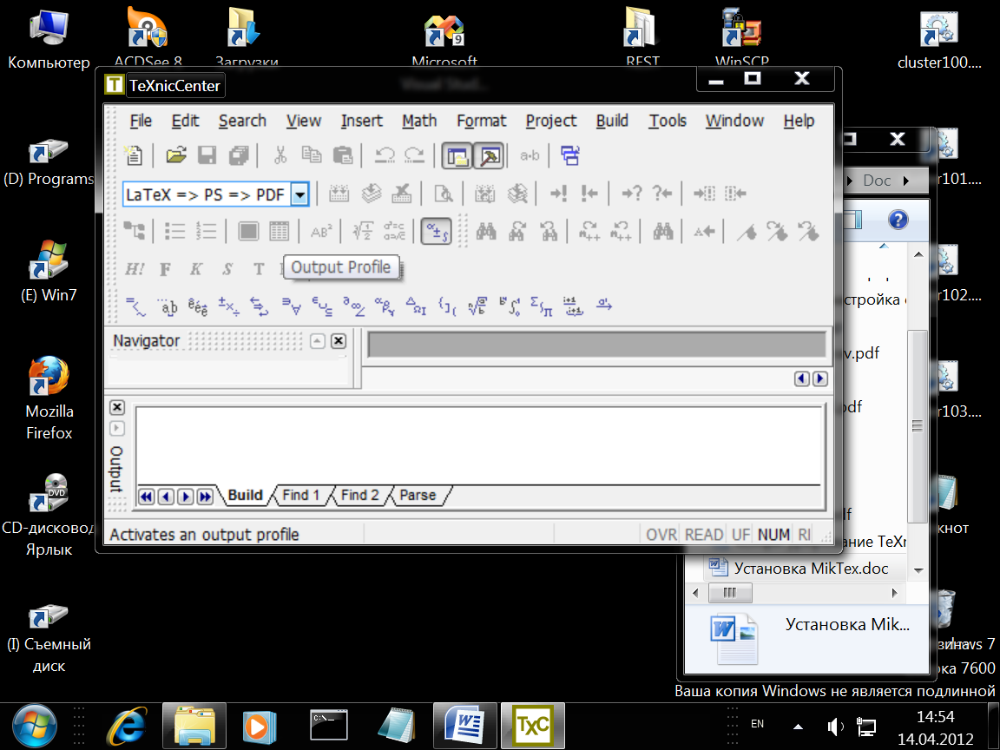 Компьютер
ACDSee 8
Загрузки
Microsoft
REST
WinSCP
cluster100....
TeXnicCenter
File Edit Search View Insert Math Format Project Build Tools Window Help
LaTeX => PS => PDF
Output Profile
Navigator
Output
Build Find 1 Find 2 Parse
Activates an output profile
OVR READ UF NUM RI
(D) Programs
(E) Win7
Mozilla
Firefox
CD-дисковод
Ярлык
(I) Съемный
диск
Doc
стройка
v.pdf
df
lf
ание TeXn
Установка MikTex.doc
Установка Mik...
r101....
r102....
r103....
кнот
ndows 7
рка 7600
Ваша копия Windows не является подлинной
EN
14:54
14.04.2012